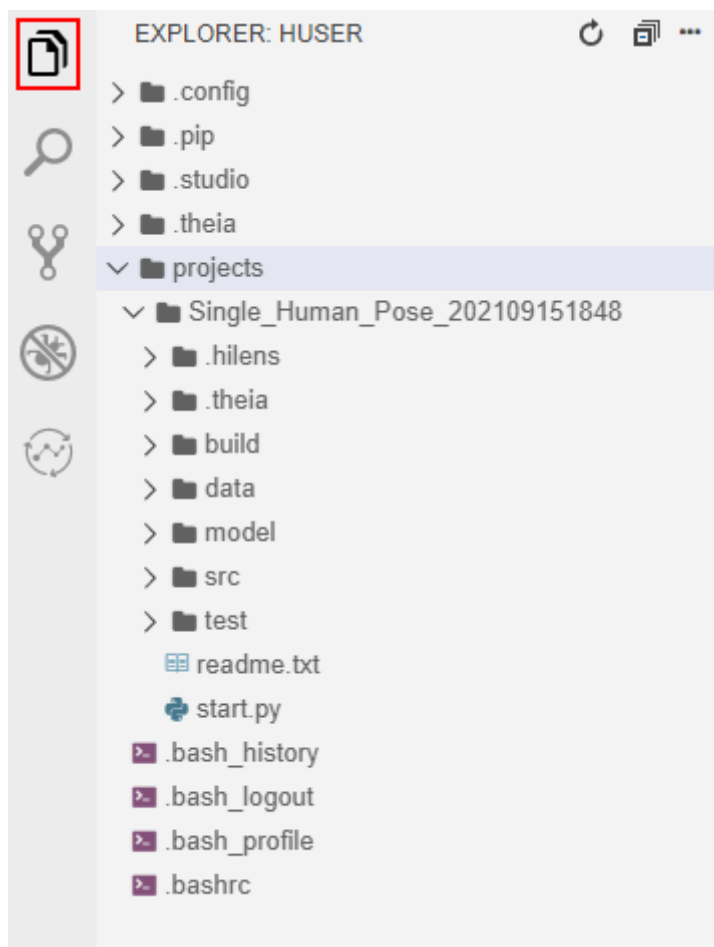 EXPLORER: HUSER
.config
.pip
.studio
.theia
projects
Single_Human_Pose_202109151848
.hilens
.theia
build
data
model
src
test
readme.txt
start.py
.bash_history
.bash_logout
.bash_profile
.bashrc